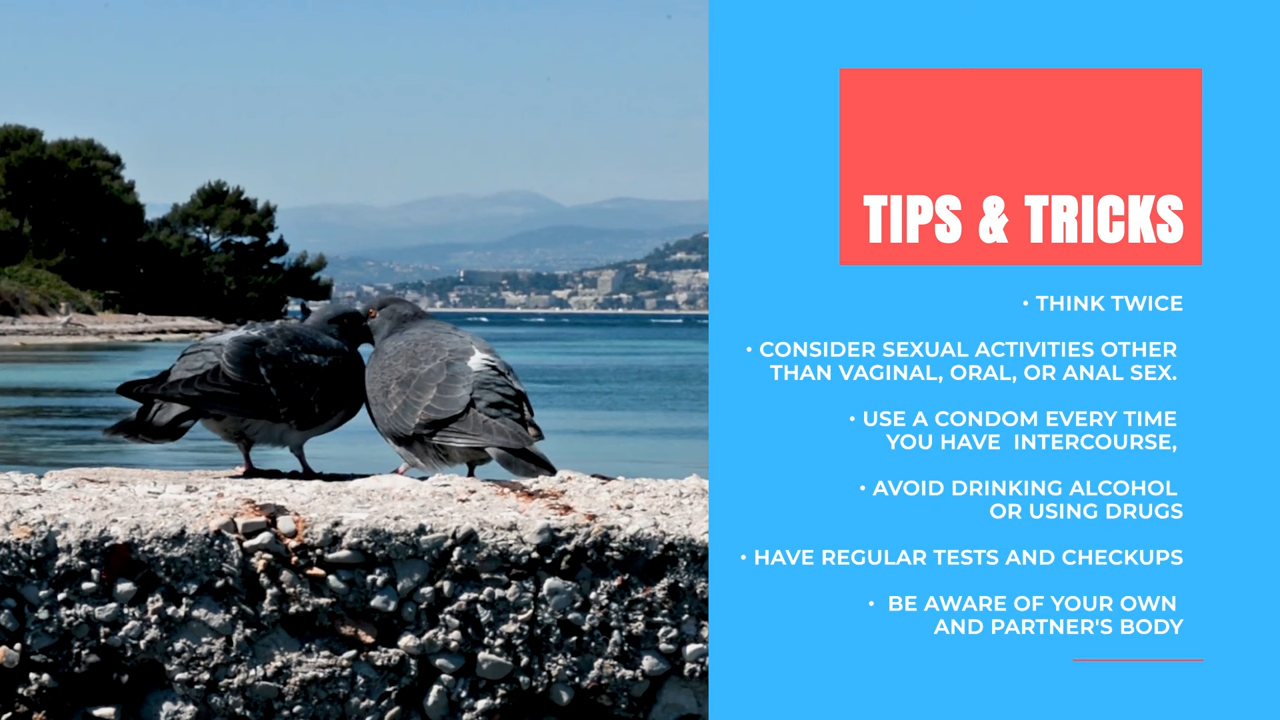 TIPS & TRICKS
• THINK TWICE
• CONSIDER SEXUAL ACTIVITIES OTHER
THAN VAGINAL, ORAL, OR ANAL SEX.
• USE A CONDOM EVERY TIME
YOU HAVE  INTERCOURSE,
• AVOID DRINKING ALCOHOL
OR USING DRUGS
• HAVE REGULAR TESTS AND CHECKUPS
•  BE AWARE OF YOUR OWN
AND PARTNER'S BODY